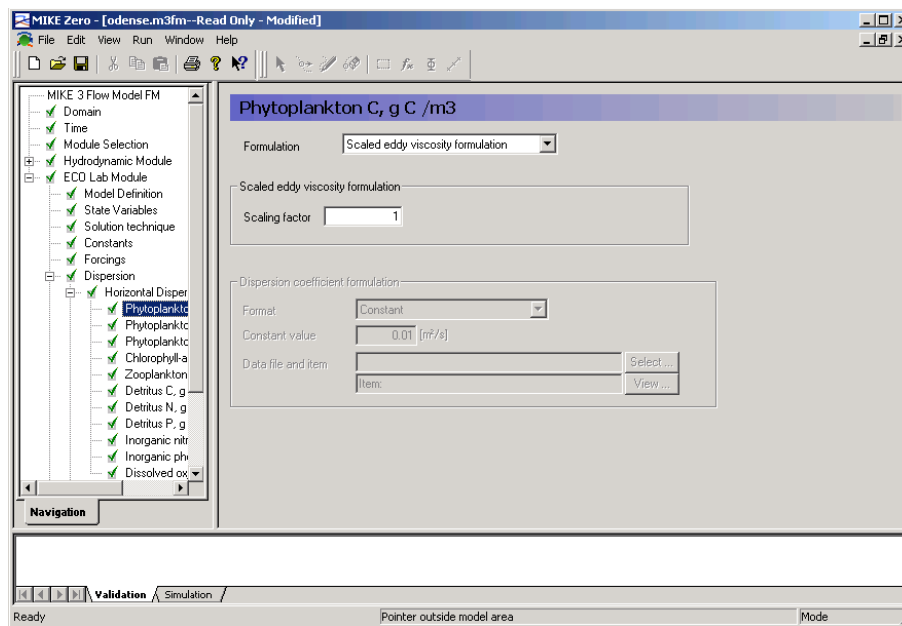 MIKE Zero - [odense.m3fm--Read Only - Modified]
File Edit View Run Window Help
MIKE 3 Flow Model FM
Domain
Time
Module Selection
Hydrodynamic Module
ECO Lab Module
Model Definition
State Variables
Solution technique
Constants
Forcings
Dispersion
Horizontal Disper
Phytoplankto
Phytoplankto
Phytoplankto
Chlorophyll-a
Zooplankton
Detritus C, g
Detritus N, g
Detritus P, g
Inorganic nitr
Inorganic pho
Dissolved ox
Navigation
Phytoplankton C, g C /m3
Formulation Scaled eddy viscosity formulation
Scaled eddy viscosity formulation
Scaling factor 1
Dispersion coefficient formulation
Format Constant
Constant value 0.01 [m²/s]
Data file and item Select ...
Item: View ...
Validation Simulation
Ready Pointer outside model area Mode